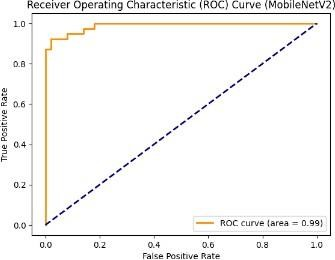 Receiver Operating Characteristic (ROC) Curve (MobileNetV2)
True Positive Rate
1.0
0.8
0.6
0.4
0.2
0.0
ROC curve (area = 0.99)
0.0 0.2 0.4 0.6 0.8 1.0
False Positive Rate